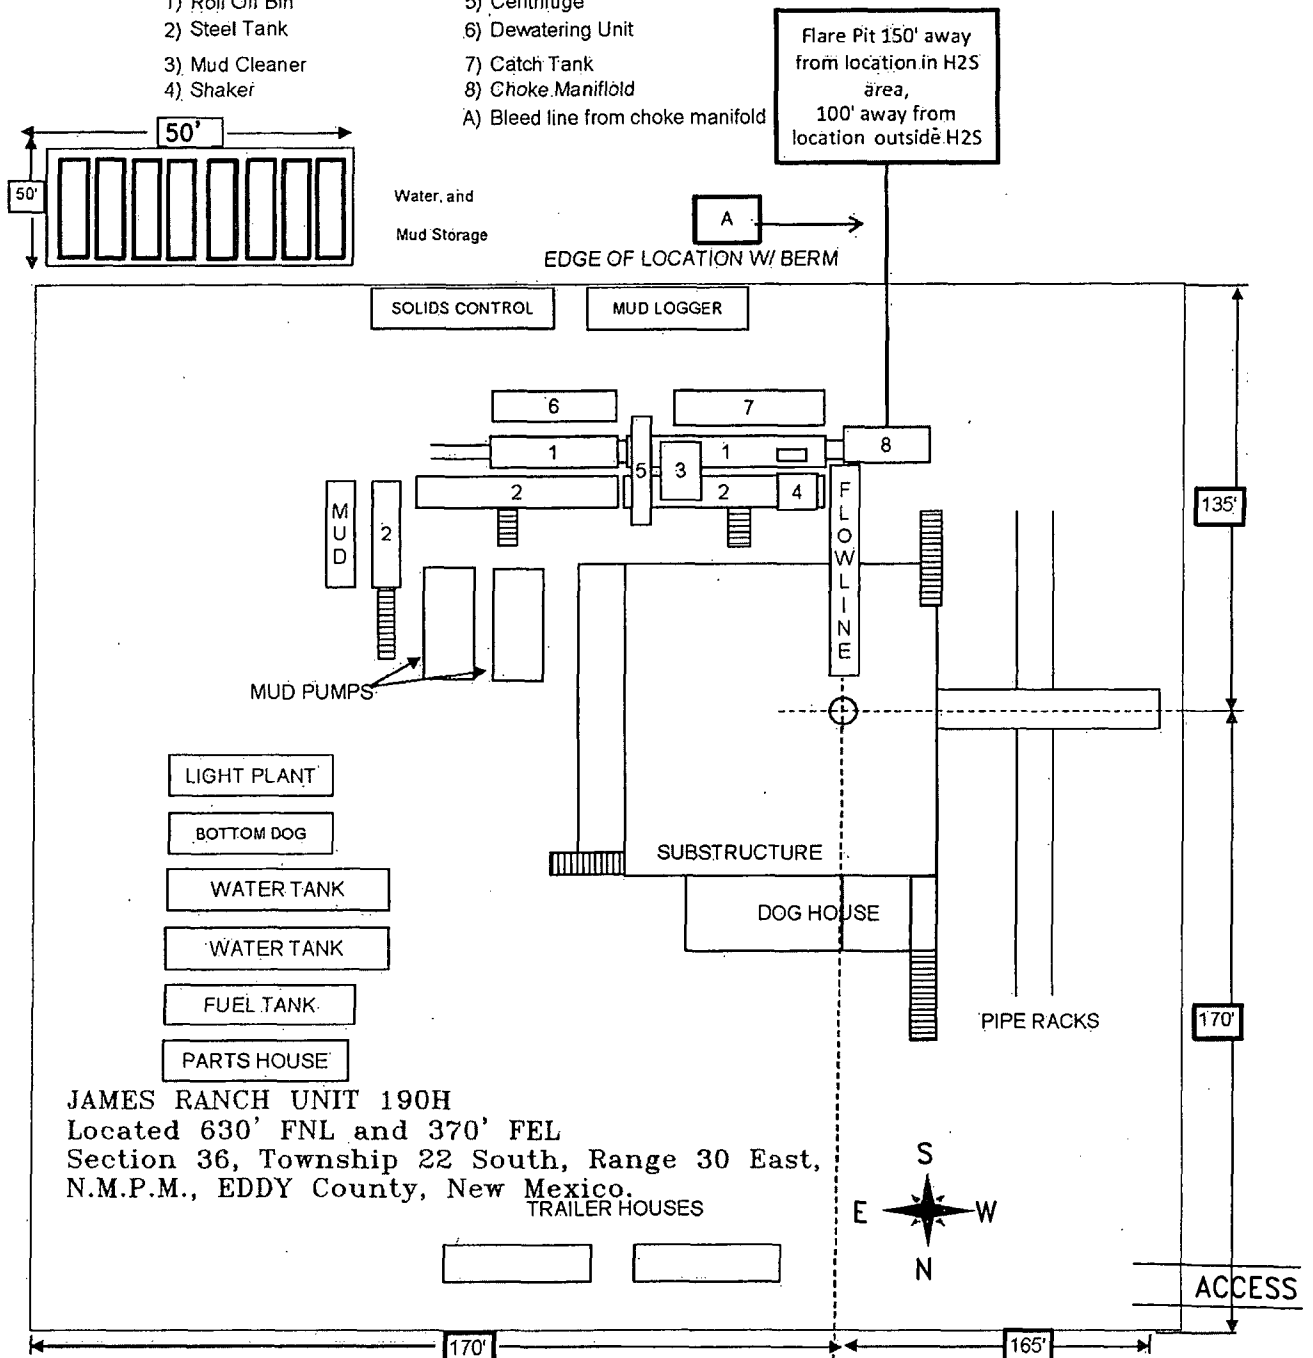 1) Roll Off Bin
2) Steel Tank
3) Mud Cleaner
4) Shaker
5) Centrifuge
6) Dewatering Unit
7) Catch Tank
8) Choke Manifold
A) Bleed line from choke manifold
Flare Pit 150' away
from location in H2S
area,
100' away from
location outside H2S
50'
50'
Water, and
Mud Storage
A
EDGE OF LOCATION W/ BERM
SOLIDS CONTROL
MUD LOGGER
6
7
1
1
8
5
3
2
2
4
MUD
2
FLOWLINE
135'
MUD PUMPS
LIGHT PLANT
BOTTOM DOG
WATER TANK
WATER TANK
FUEL TANK
PARTS HOUSE
SUBSTRUCTURE
DOG HOUSE
PIPE RACKS
170'
JAMES RANCH UNIT 190H
Located 630' FNL and 370' FEL
Section 36, Township 22 South, Range 30 East,
N.M.P.M., EDDY County, New Mexico.
TRAILER HOUSES
S
E W
N
ACCESS
170'
165'